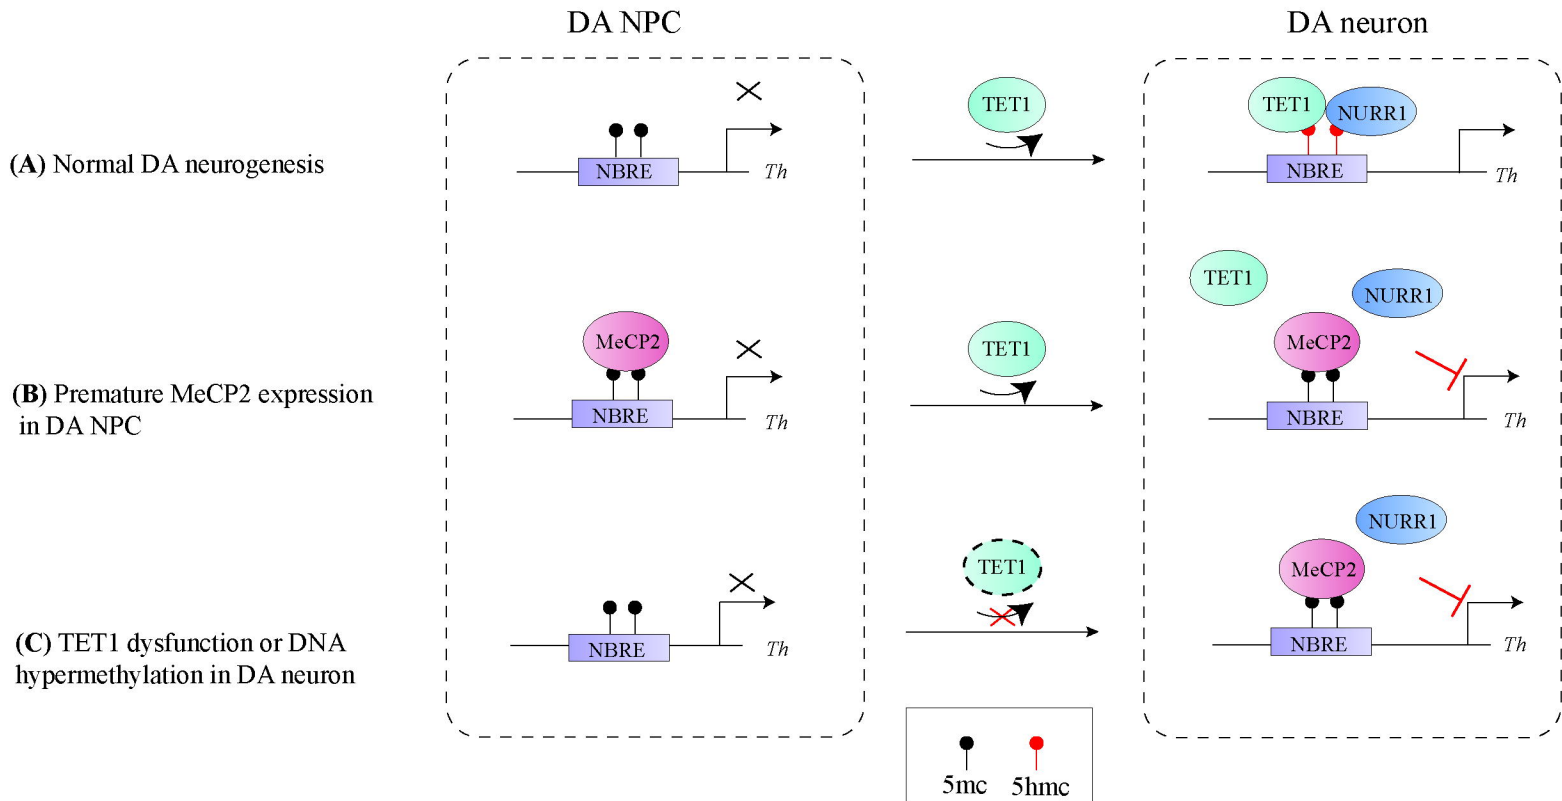 DA NPC
DA neuron
(A) Normal DA neurogenesis
NBRE
Th
TET1
TET1
NURR1
NBRE
Th
(B) Premature MeCP2 expression
in DA NPC
MeCP2
NBRE
Th
TET1
TET1
NURR1
MeCP2
NBRE
Th
(C) TET1 dysfunction or DNA
hypermethylation in DA neuron
NBRE
Th
TET1
NURR1
MeCP2
NBRE
Th
5mc
5hmc